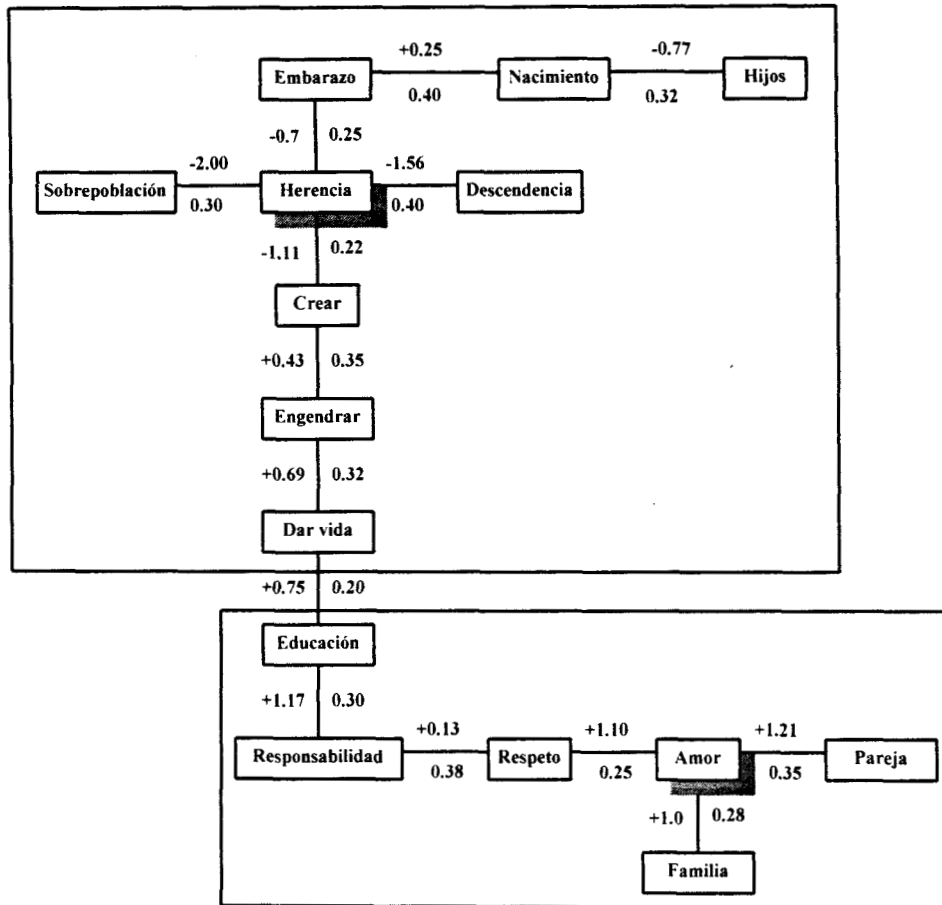 +0.25 -0.77
Embarazo Nacimiento Hijos
0.40 0.32
-0.7 0.25
-2.00 -1.56
Sobrepoblación Herencia Descendencia
0.30 0.40
-1.11 0.22
Crear
+0.43 0.35
Engendrar
+0.69 0.32
Dar vida
+0.75 0.20
Educación
+1.17 0.30
+0.13 +1.10 +1.21
Responsabilidad Respeto Amor Pareja
0.38 0.25 0.35
+1.0 0.28
Familia